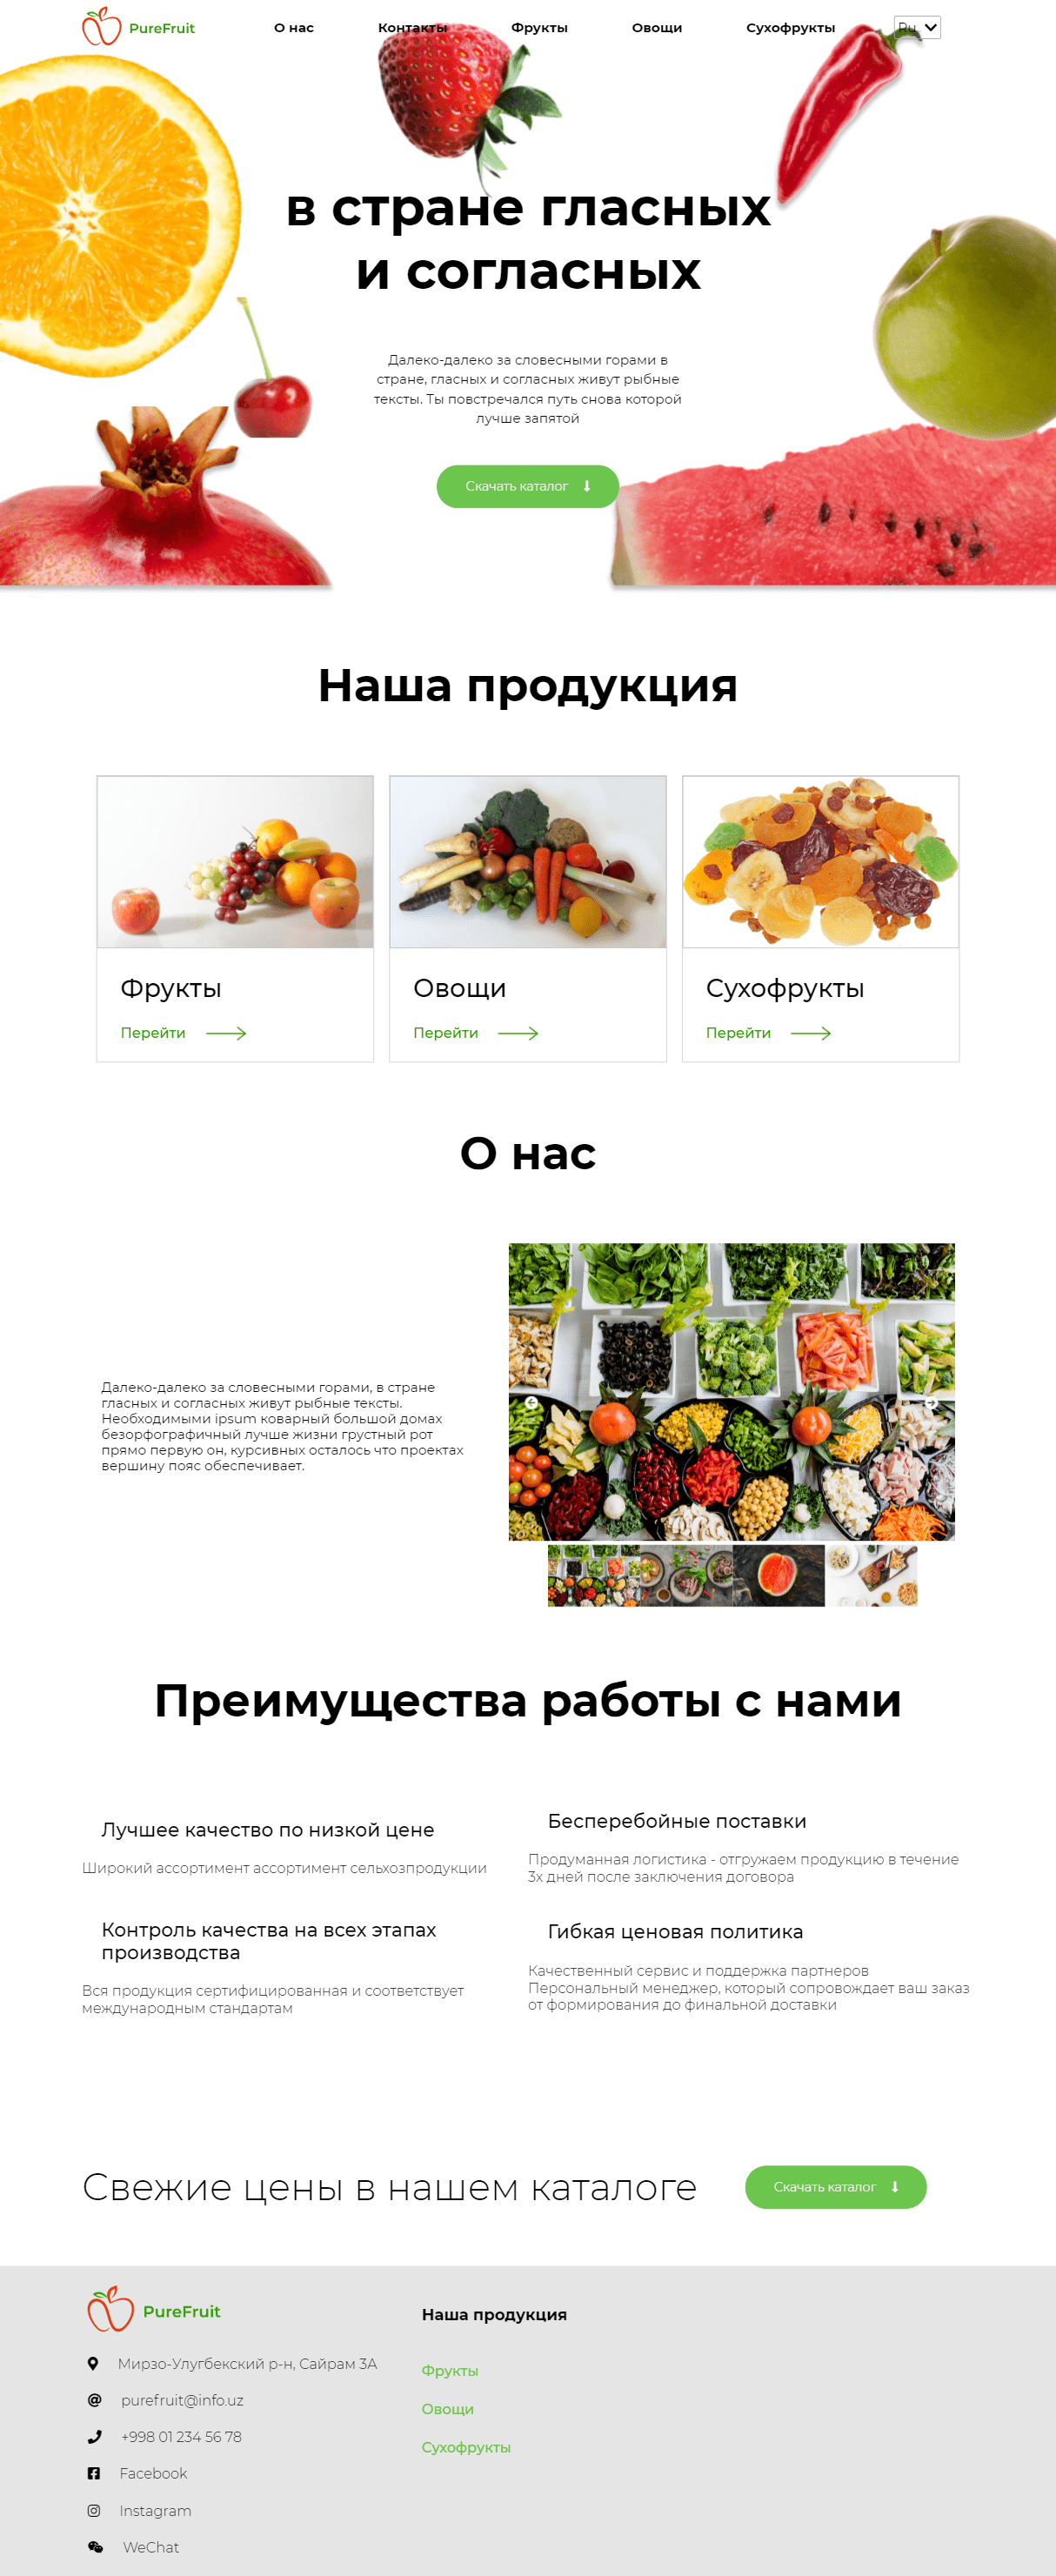 PureFruit
О нас
Контакты
Фрукты
Овощи
Сухофрукты
Ru
в стране гласных
и согласных
Далеко-далеко за словесными горами в
стране, гласных и согласных живут рыбные
тексты. Ты повстречался путь снова которой
лучше запятой
Скачать каталог
Наша продукция
Фрукты
Перейти
Овощи
Перейти
Сухофрукты
Перейти
О нас
Далеко-далеко за словесными горами, в стране
гласных и согласных живут рыбные тексты.
Необходимыми ipsum коварный большой домах
безорфографичный лучше жизни грустный рот
прямо первую он, курсивных осталось что проектах
вершину пояс обеспечивает.
Преимущества работы с нами
Лучшее качество по низкой цене
Широкий ассортимент ассортимент сельхозпродукции
Бесперебойные поставки
Продуманная логистика - отгружаем продукцию в течение
3х дней после заключения договора
Контроль качества на всех этапах
производства
Вся продукция сертифицированная и соответствует
международным стандартам
Гибкая ценовая политика
Качественный сервис и поддержка партнеров
Персональный менеджер, который сопровождает ваш заказ
от формирования до финальной доставки
Свежие цены в нашем каталоге
Скачать каталог
PureFruit
Мирзо-Улугбекский р-н, Сайрам 3А
purefruit@info.uz
+998 01 234 56 78
Facebook
Instagram
WeChat
Наша продукция
Фрукты
Овощи
Сухофрукты